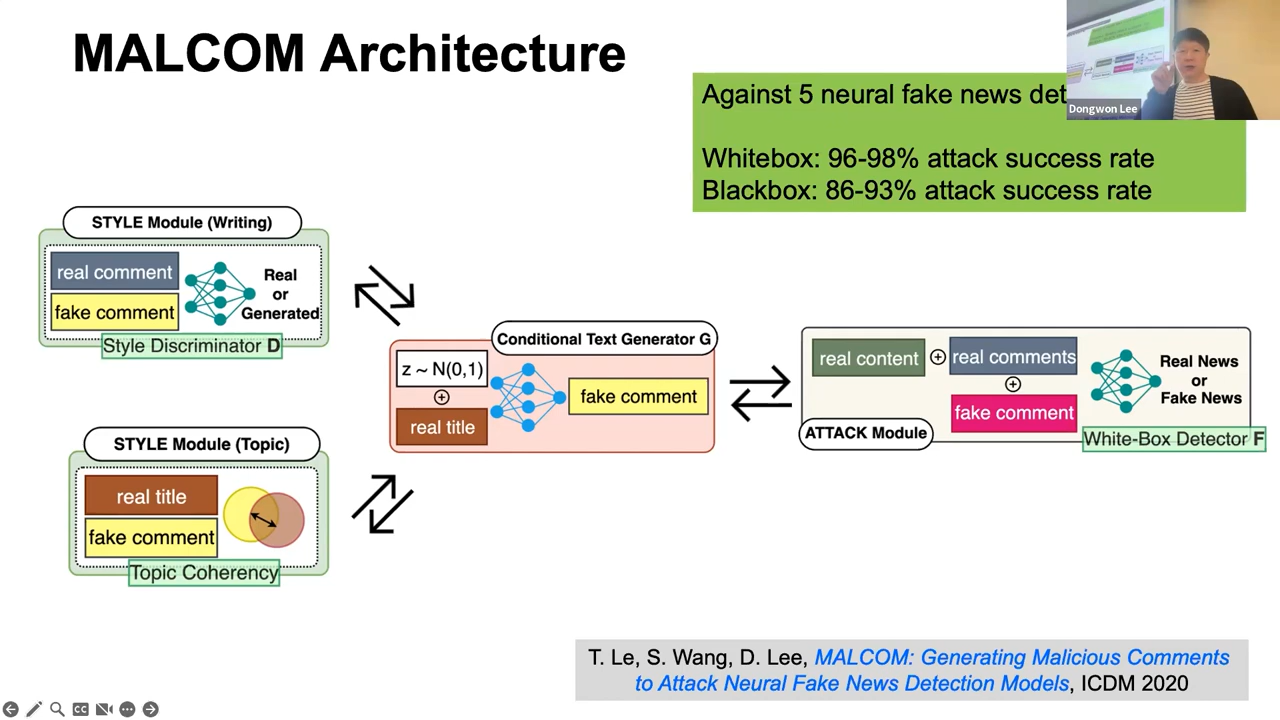 MALCOM Architecture
Against 5 neural fake news
Whitebox: 96-98% attack success rate
Blackbox: 86-93% attack success rate
Dongwon Lee
STYLE Module (Writing)
real comment
fake comment
Real
or
Generated
Style Discriminator D
STYLE Module (Topic)
real title
fake comment
Topic Coherency
Conditional Text Generator G
z ~ N(0,1)
real title
fake comment
real content
real comments
fake comment
Real News
or
Fake News
ATTACK Module
White-Box Detector F
T. Le, S. Wang, D. Lee, MALCOM: Generating Malicious Comments
to Attack Neural Fake News Detection Models, ICDM 2020
CC